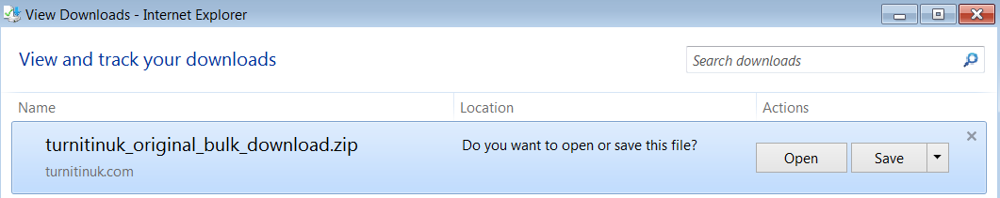 View Downloads - Internet Explorer
View and track your downloads
Search downloads
Name Location Actions
turnitinuk_original_bulk_download.zip Do you want to open or save this file? Open Save
turnitinuk.com